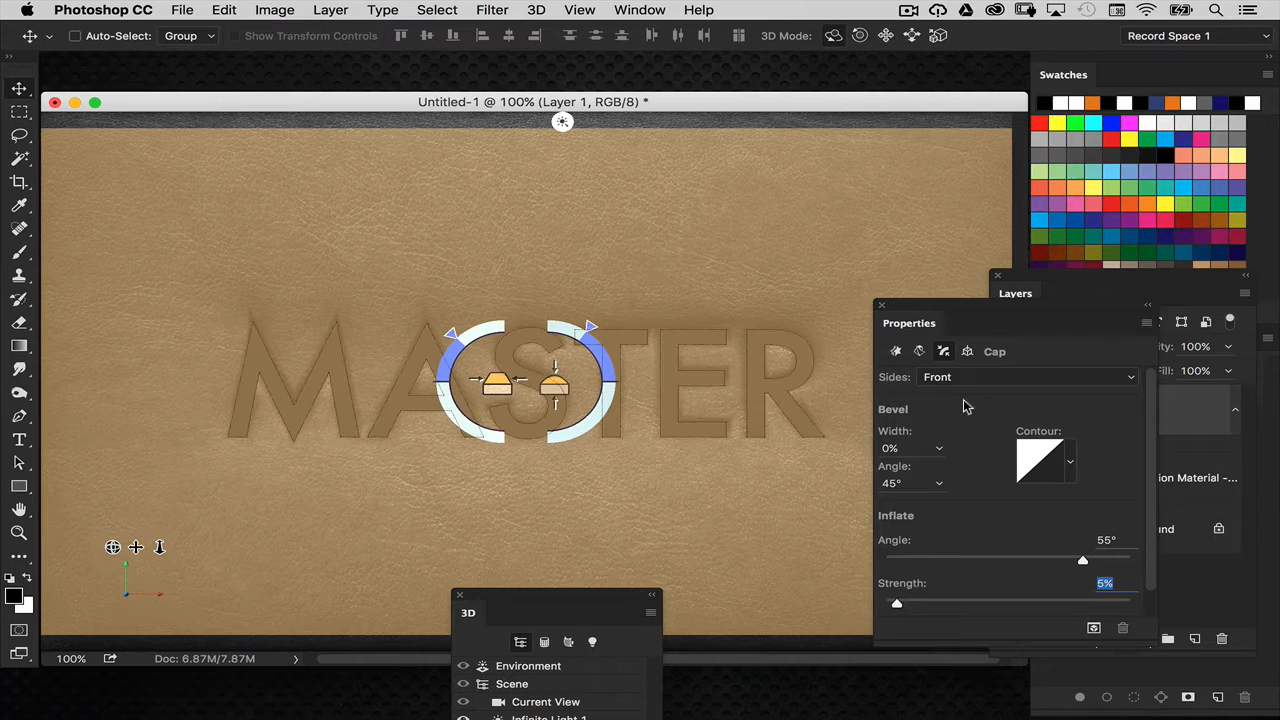 Photoshop CC File Edit Image Layer Type Select Filter 3D View Window Help
Auto-Select: Group Show Transform Controls 3D Mode: Record Space 1
Swatches
Untitled-1 @ 100% (Layer 1, RGB/8) *
Layers
Properties
ity: 100%
Cap
Fill: 100%
Sides: Front
MASTER
Bevel
Width: Contour:
0%
Angle:
45°
ion Material -...
Inflate
Angle: 55°
und
Strength: 5%
3D
100% Doc: 6.87M/7.87M
Environment
Scene
Current View
Infinite Light 1